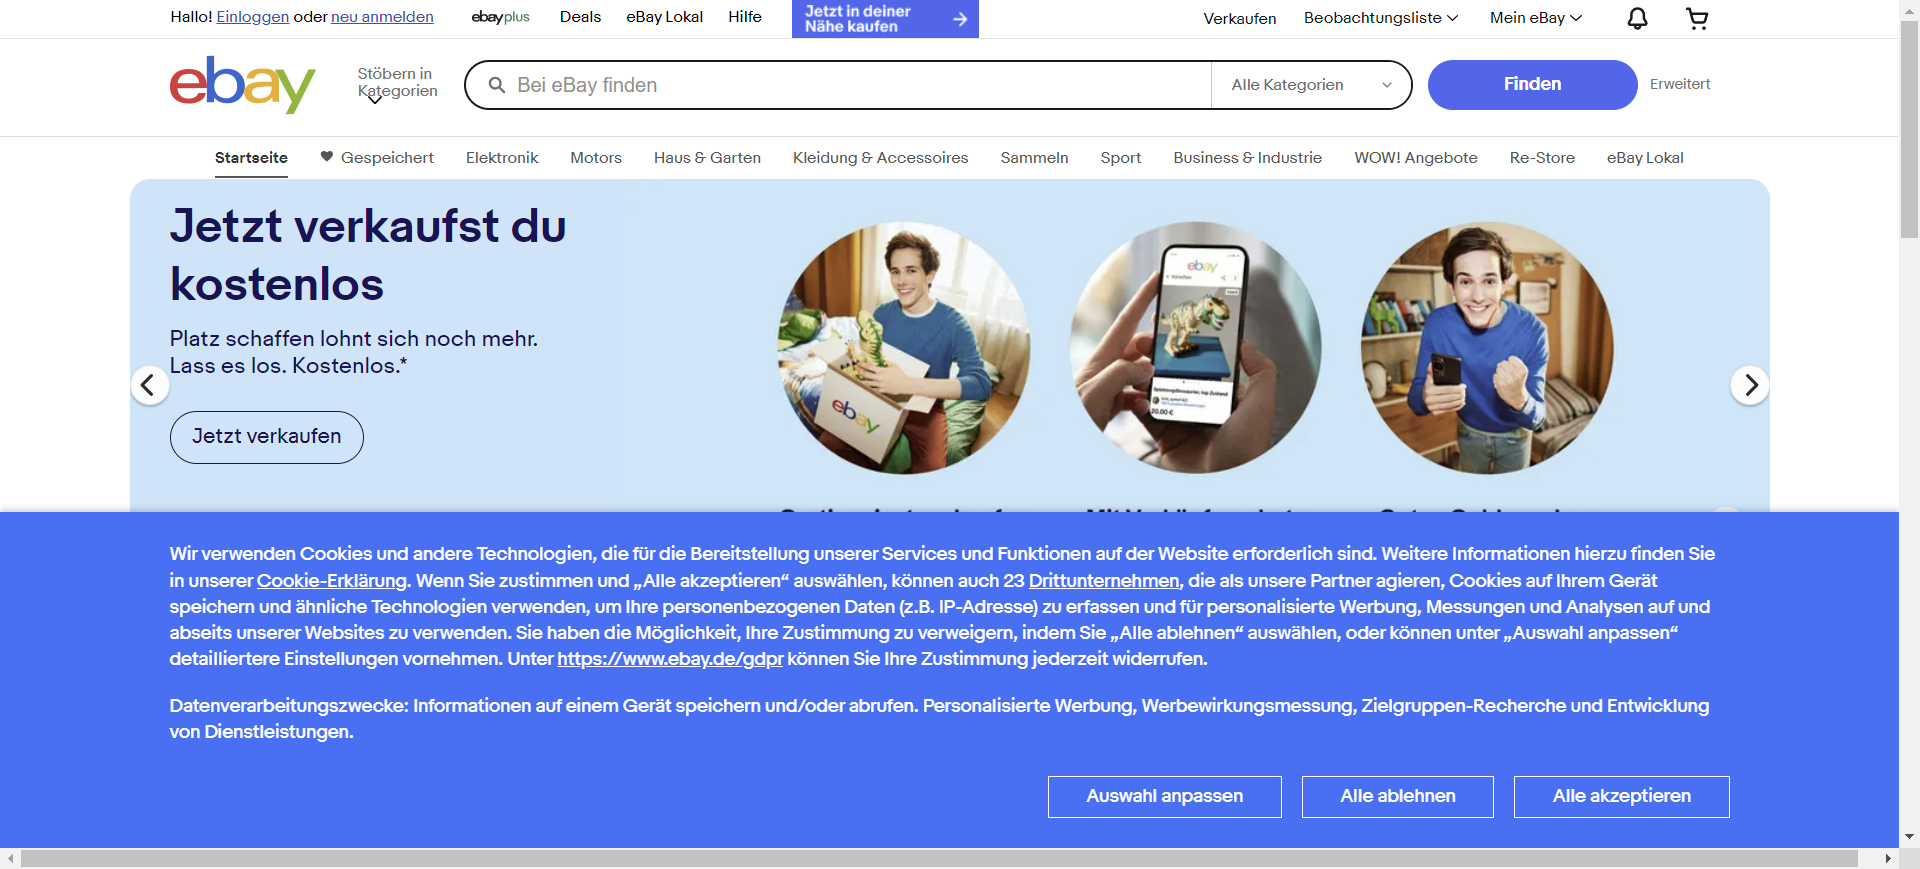 Hallo! Einloggen oder neu anmelden
ebayplus
Deals
eBay Lokal
Hilfe
Jetzt in deiner
Nähe kaufen
Verkaufen
Beobachtungsliste
Mein eBay
ebay
Stöbern in
Kategorien
Bei eBay finden
Alle Kategorien
Finden
Erweitert
Startseite
Gespeichert
Elektronik
Motors
Haus & Garten
Kleidung & Accessoires
Sammeln
Sport
Business & Industrie
WOW! Angebote
Re-Store
eBay Lokal
Jetzt verkaufst du
kostenlos
Platz schaffen lohnt sich noch mehr.
Lass es los. Kostenlos.*
Jetzt verkaufen
ebay
ebay
20,00 €
Wir verwenden Cookies und andere Technologien, die für die Bereitstellung unserer Services und Funktionen auf der Website erforderlich sind. Weitere Informationen hierzu finden Sie
in unserer Cookie-Erklärung. Wenn Sie zustimmen und „Alle akzeptieren“ auswählen, können auch 23 Drittunternehmen, die als unsere Partner agieren, Cookies auf Ihrem Gerät
speichern und ähnliche Technologien verwenden, um Ihre personenbezogenen Daten (z.B. IP-Adresse) zu erfassen und für personalisierte Werbung, Messungen und Analysen auf und
abseits unserer Websites zu verwenden. Sie haben die Möglichkeit, Ihre Zustimmung zu verweigern, indem Sie „Alle ablehnen“ auswählen, oder können unter „Auswahl anpassen“
detailliertere Einstellungen vornehmen. Unter https://www.ebay.de/gdpr können Sie Ihre Zustimmung jederzeit widerrufen.
Datenverarbeitungszwecke: Informationen auf einem Gerät speichern und/oder abrufen. Personalisierte Werbung, Werbewirkungsmessung, Zielgruppen-Recherche und Entwicklung
von Dienstleistungen.
Auswahl anpassen
Alle ablehnen
Alle akzeptieren